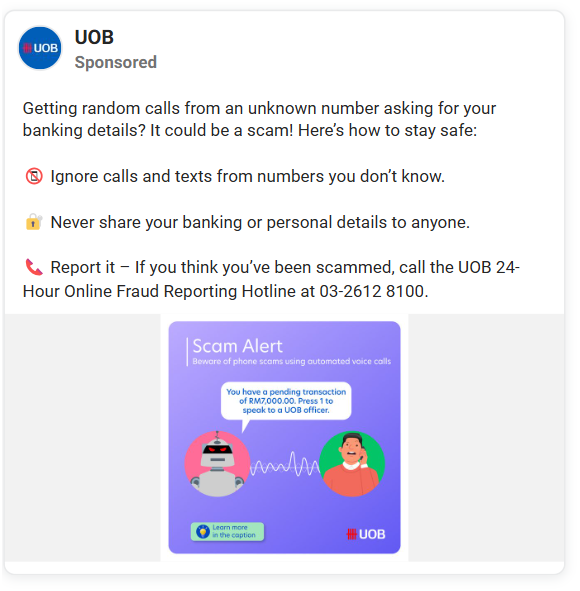 UOB
UOB
Sponsored
Getting random calls from an unknown number asking for your
banking details? It could be a scam! Here’s how to stay safe:
Ignore calls and texts from numbers you don’t know.
Never share your banking or personal details to anyone.
Report it – If you think you’ve been scammed, call the UOB 24-
Hour Online Fraud Reporting Hotline at 03-2612 8100.
Scam Alert
Beware of phone scams using automated voice calls
You have a pending transaction
of RM7,000.00. Press 1 to
speak to a UOB officer.
Learn more
in the caption
UOB